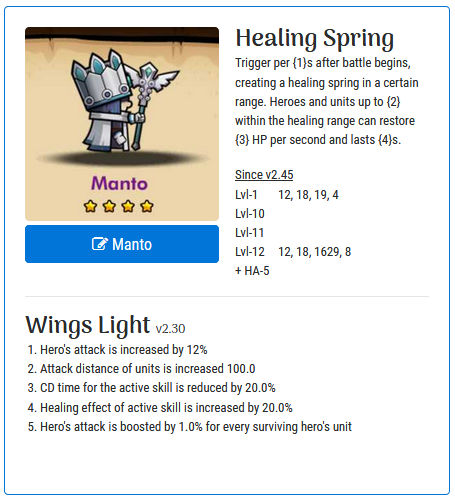 Healing Spring
Trigger per {1}s after battle begins,
creating a healing spring in a certain
range. Heroes and units up to {2}
within the healing range can restore
{3} HP per second and lasts {4}s.
Since v2.45
Lvl-1 12, 18, 19, 4
Lvl-10
Lvl-11
Lvl-12 12, 18, 1629, 8
+ HA-5
Manto
Manto
Wings Light v2.30
1. Hero's attack is increased by 12%
2. Attack distance of units is increased 100.0
3. CD time for the active skill is reduced by 20.0%
4. Healing effect of active skill is increased by 20.0%
5. Hero's attack is boosted by 1.0% for every surviving hero's unit